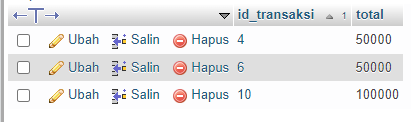 id_transaksi 1 total
Ubah Salin Hapus 4 50000
Ubah Salin Hapus 6 50000
Ubah Salin Hapus 10 100000